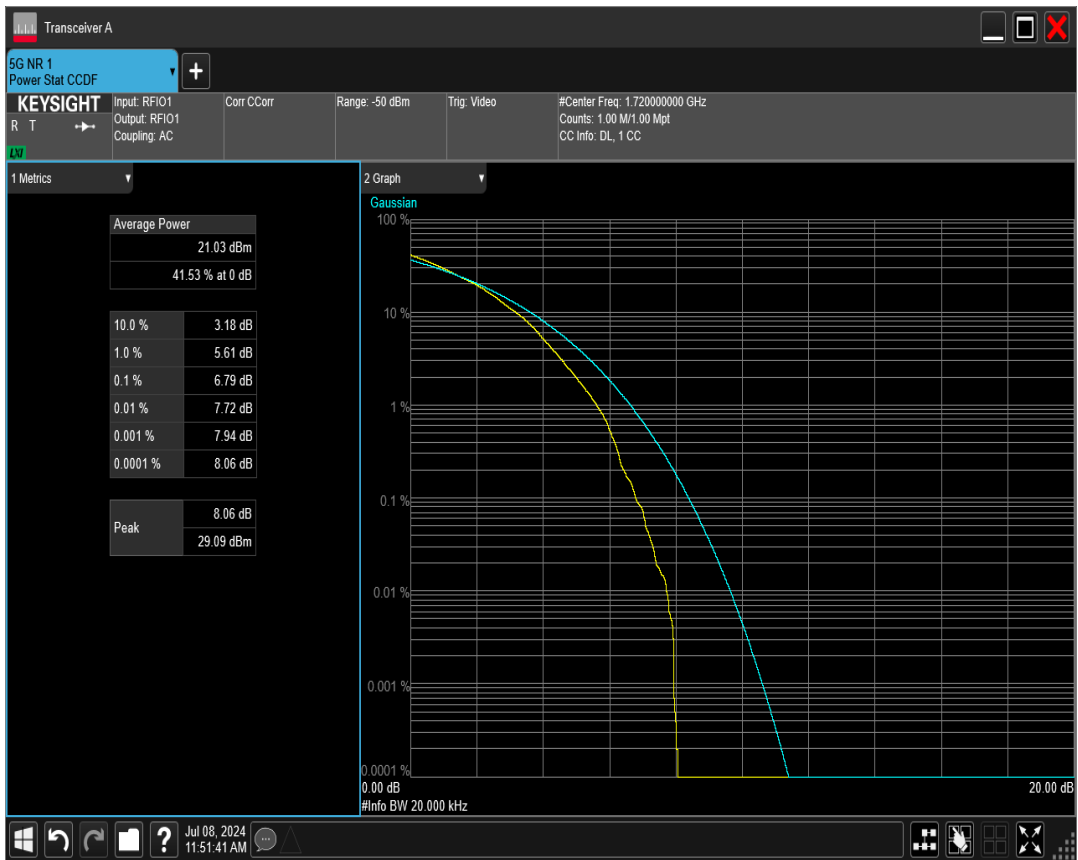 Transceiver A
5G NR 1
Power Stat CCDF
+
KEYSIGHT
R T
LXI
Input: RFIO1
Output: RFIO1
Coupling: AC
Corr CCorr
Range: -50 dBm
Trig: Video
#Center Freq: 1.720000000 GHz
Counts: 1.00 M/1.00 Mpt
CC Info: DL, 1 CC
1 Metrics
Average Power
21.03 dBm
41.53 % at 0 dB
10.0 % 3.18 dB
1.0 % 5.61 dB
0.1 % 6.79 dB
0.01 % 7.72 dB
0.001 % 7.94 dB
0.0001 % 8.06 dB
Peak
8.06 dB
29.09 dBm
2 Graph
Gaussian
100 %
10 %
1 %
0.1 %
0.01 %
0.001 %
0.0001 %
0.00 dB
20.00 dB
#Info BW 20.000 kHz
?
Jul 08, 2024
11:51:41 AM